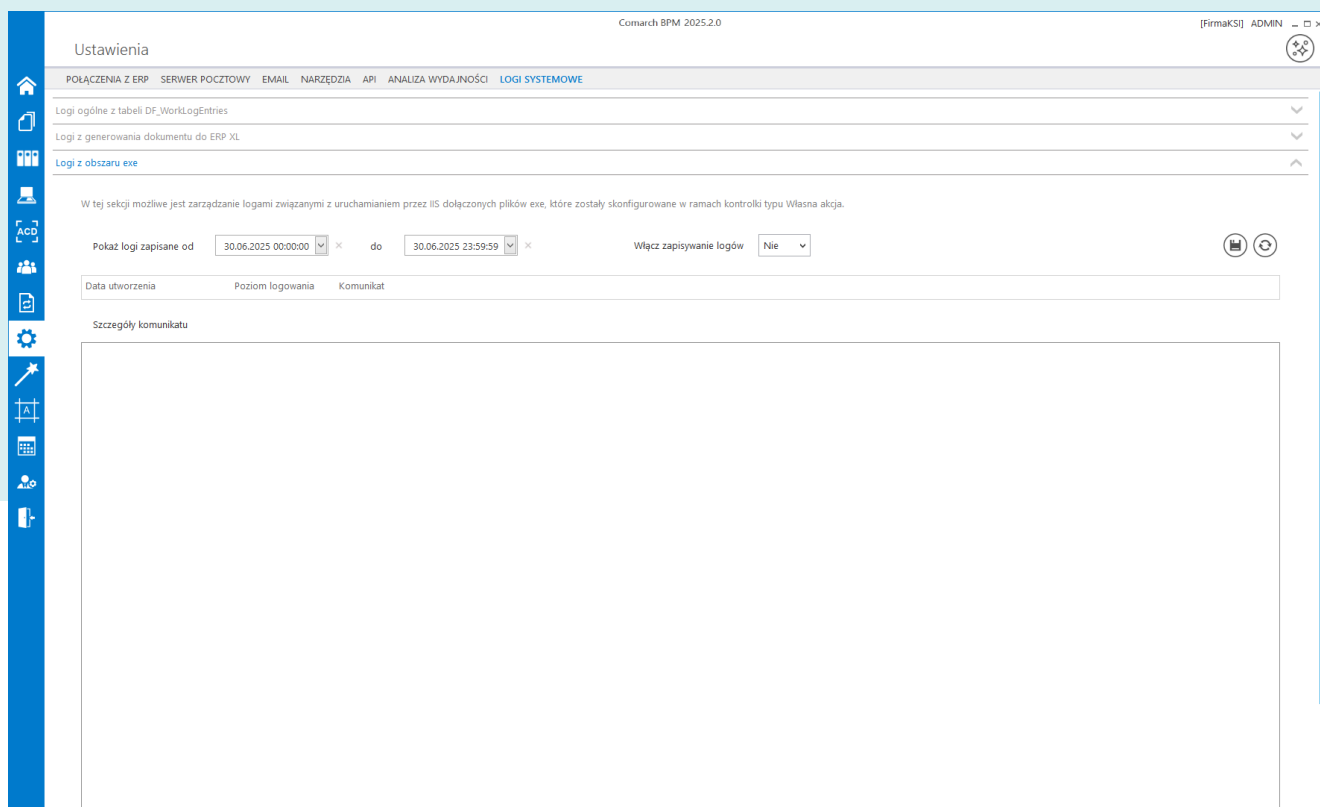 Comarch BPM 2025.2.0
[FirmaKSI] ADMIN
Ustawienia
POŁĄCZENIA Z ERP SERWER POCZTOWY EMAIL NARZĘDZIA API ANALIZA WYDAJNOŚCI LOGI SYSTEMOWE
Logi ogólne z tabeli DF_WorkLogEntries
Logi z generowania dokumentu do ERP XL
Logi z obszaru exe
W tej sekcji możliwe jest zarządzanie logami związanymi z uruchamianiem przez IIS dołączonych plików exe, które zostały skonfigurowane w ramach kontrolki typu Własna akcja.
Pokaż logi zapisane od 30.06.2025 00:00:00 do 30.06.2025 23:59:59 Włącz zapisywanie logów Nie
Data utworzenia Poziom logowania Komunikat
Szczegóły komunikatu
ACD
A